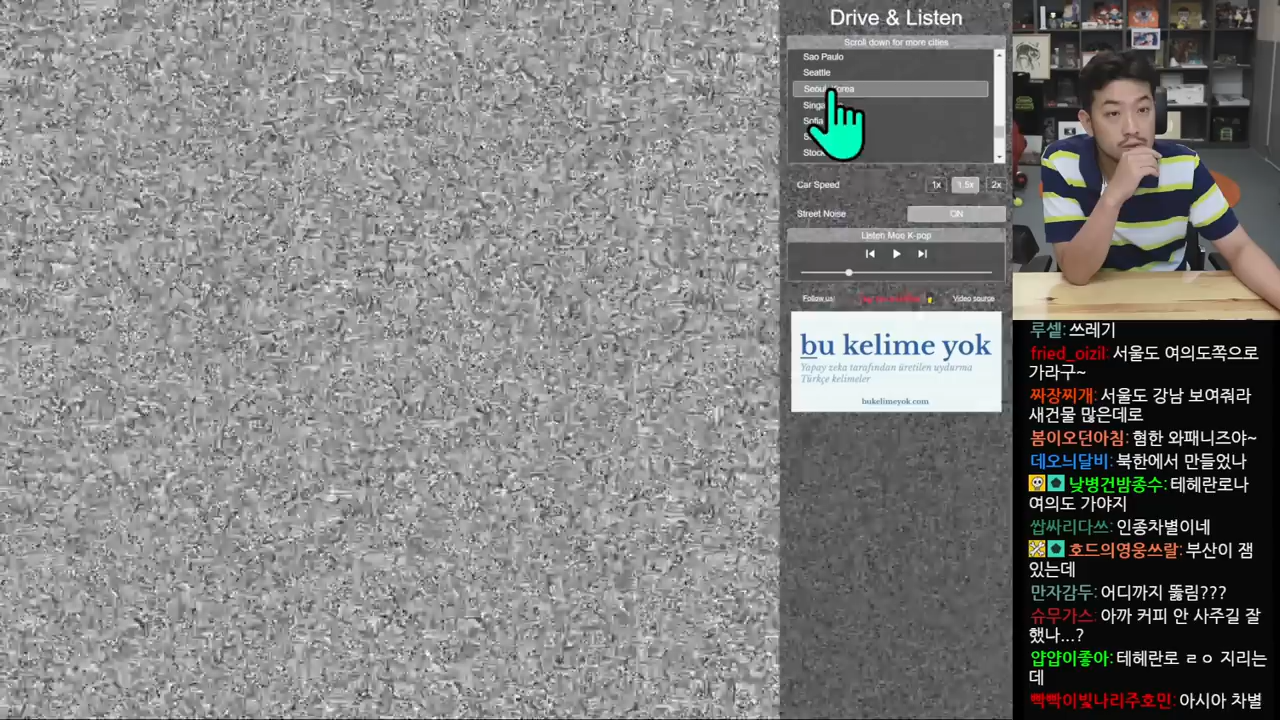 Drive & Listen
Scroll down for more cities
Sao Paulo
Seattle
Seoul
Sofia
Car Speed
1x
1.5x
2x
Street Noise
ON
Listen Moo K-pop
Follow us!
Video source
bu kelime yok
Yapay zeka tarafından üretilen uydurma
Türkçe kelimeler
bukelimeyok.com
루셑: 쓰레기
fried_oizil: 서울도 여의도쪽으로
가라구~
짜장찌개: 서울도 강남 보여줘라
새건물 많은데로
봄이오던아침: 혐한 와패니즈야~
데오늬달비: 북한에서 만들었나
낮병건밤종수: 테헤란로나
여의도 가야지
쌉싸리다쓰: 인종차별이네
호드의영웅쓰랄: 부산이 잼
있는데
만자감두: 어디까지 뚫림???
슈무가스: 아까 커피 안 사주길 잘
했나...?
얍얍이좋아: 테헤란로 ㄹㅇ 지리는
데
빡빡이빛나리주호민: 아시아 차별